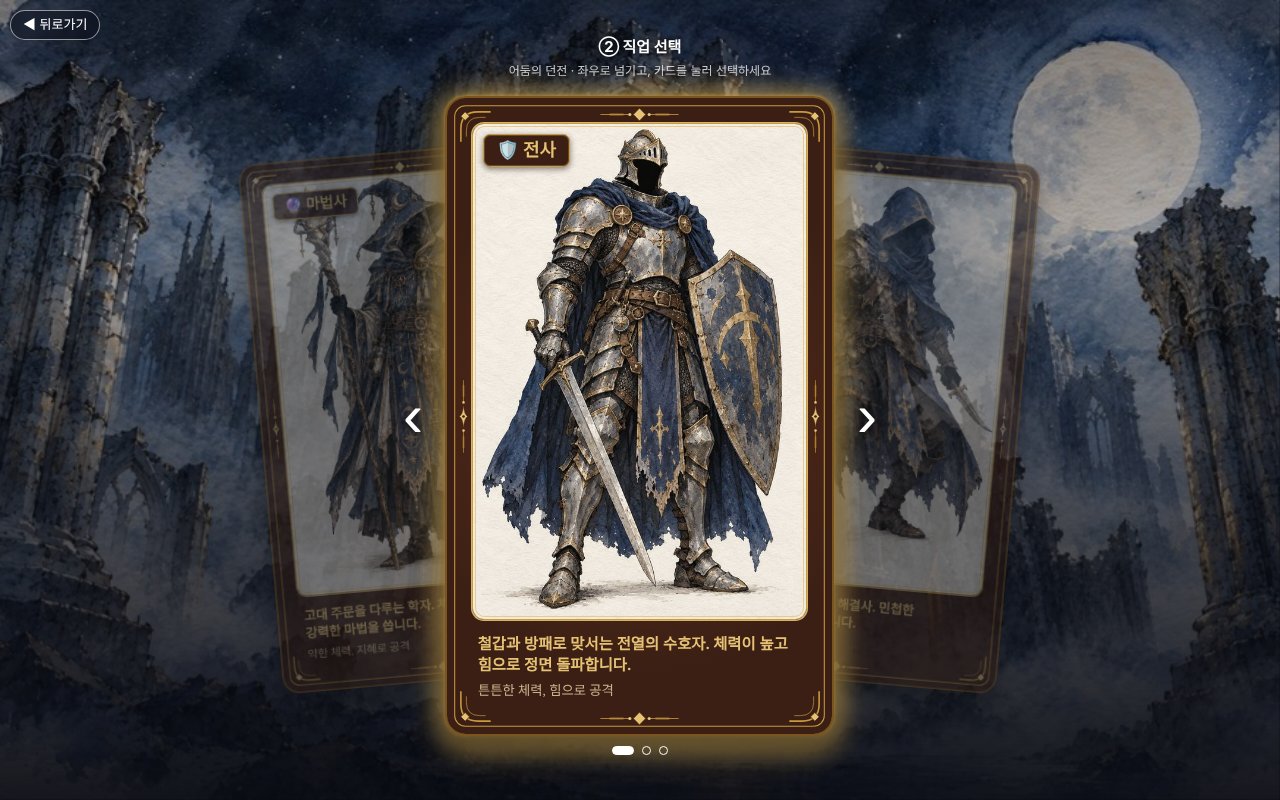 ◀ 뒤로가기
② 직업 선택
어둠의 던전 · 좌우로 넘기고, 카드를 눌러 선택하세요
마법사
고대 주문을 다루는 학자.
강력한 마법을 씁니다.
약한 체력, 지혜로 공격
전사
철갑과 방패로 맞서는 전열의 수호자. 체력이 높고
힘으로 정면 돌파합니다.
튼튼한 체력, 힘으로 공격
해결사. 민첩한